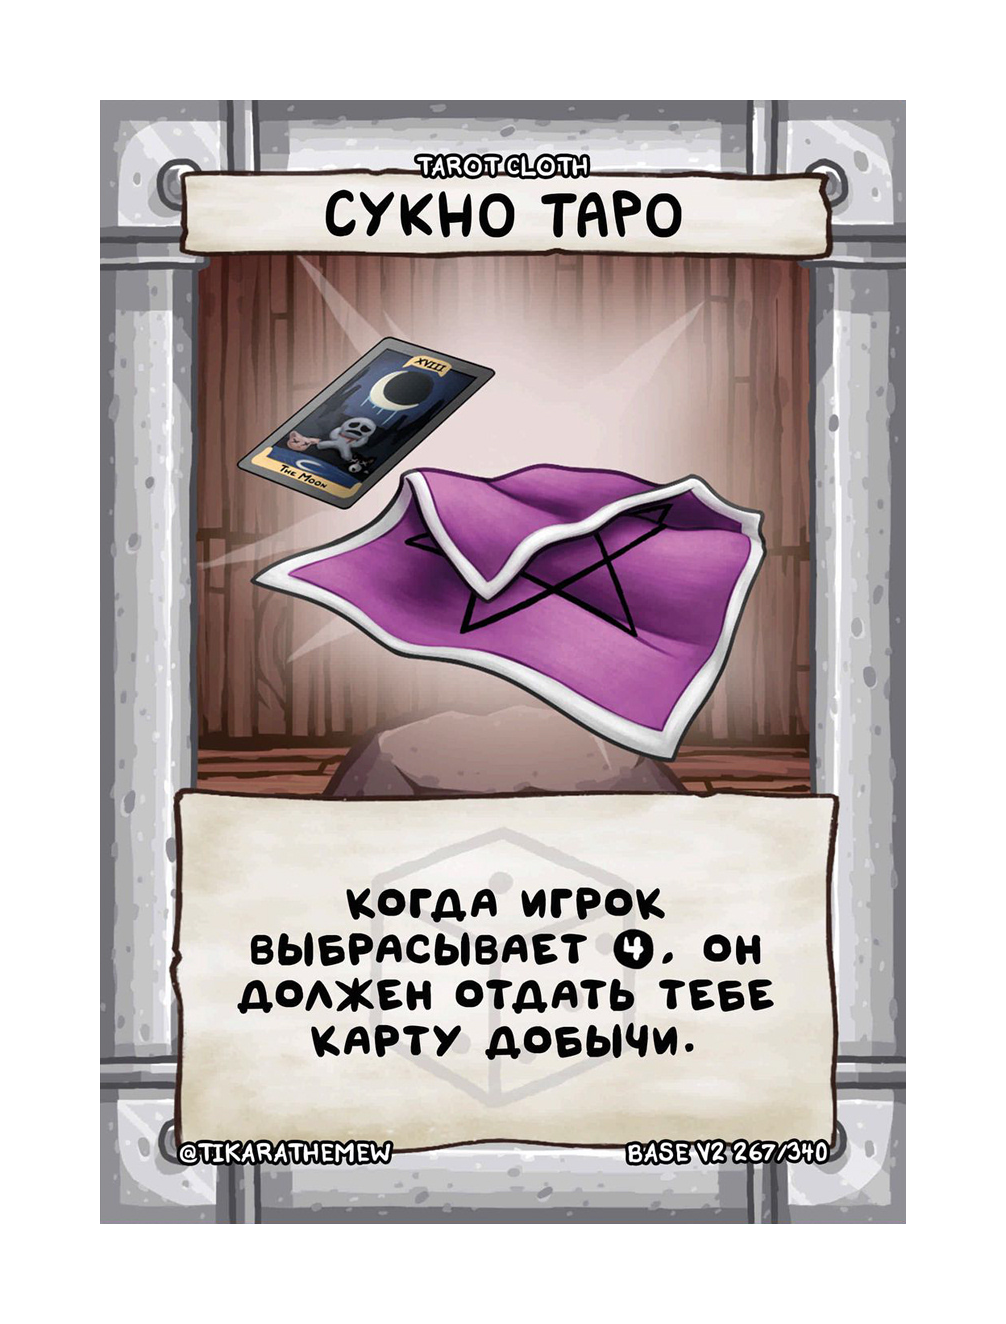 TAROT CLOTH
СУКНО ТАРО
XVIII
THE MOON
КОГДА ИГРОК
ВЫБРАСЫВАЕТ 4, ОН
ДОЛЖЕН ОТДАТЬ ТЕБЕ
КАРТУ ДОБЫЧИ.
@TIKARATHEMEW
BASE V2 267/340